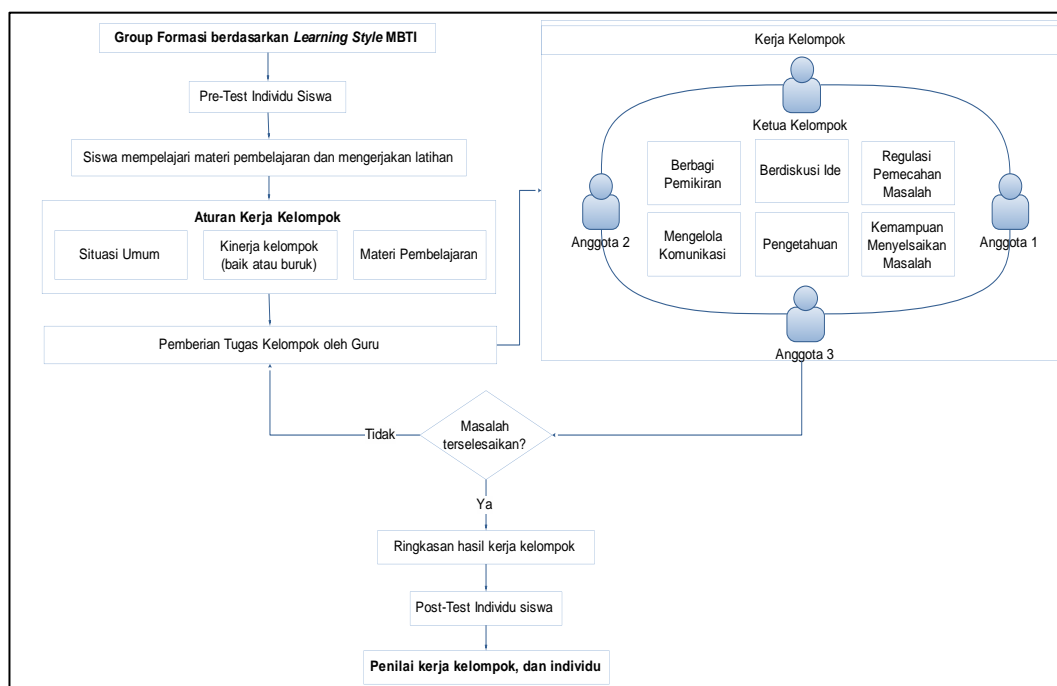 Group Formasi berdasarkan Learning Style MBTI
Pre-Test Individu Siswa
Siswa mempelajari materi pembelajaran dan mengerjakan latihan
Aturan Kerja Kelompok
Situasi Umum
Kinerja kelompok
(baik atau buruk)
Materi Pembelajaran
Pemberian Tugas Kelompok oleh Guru
Kerja Kelompok
Ketua Kelompok
Berbagi
Pemikiran
Berdiskusi Ide
Regulasi
Pemecahan
Masalah
Anggota 2
Mengelola
Komunikasi
Pengetahuan
Kemampuan
Menyelsaikan
Masalah
Anggota 1
Anggota 3
Masalah
terselesaikan?
Tidak
Ya
Ringkasan hasil kerja kelompok
Post-Test Individu siswa
Penilai kerja kelompok, dan individu